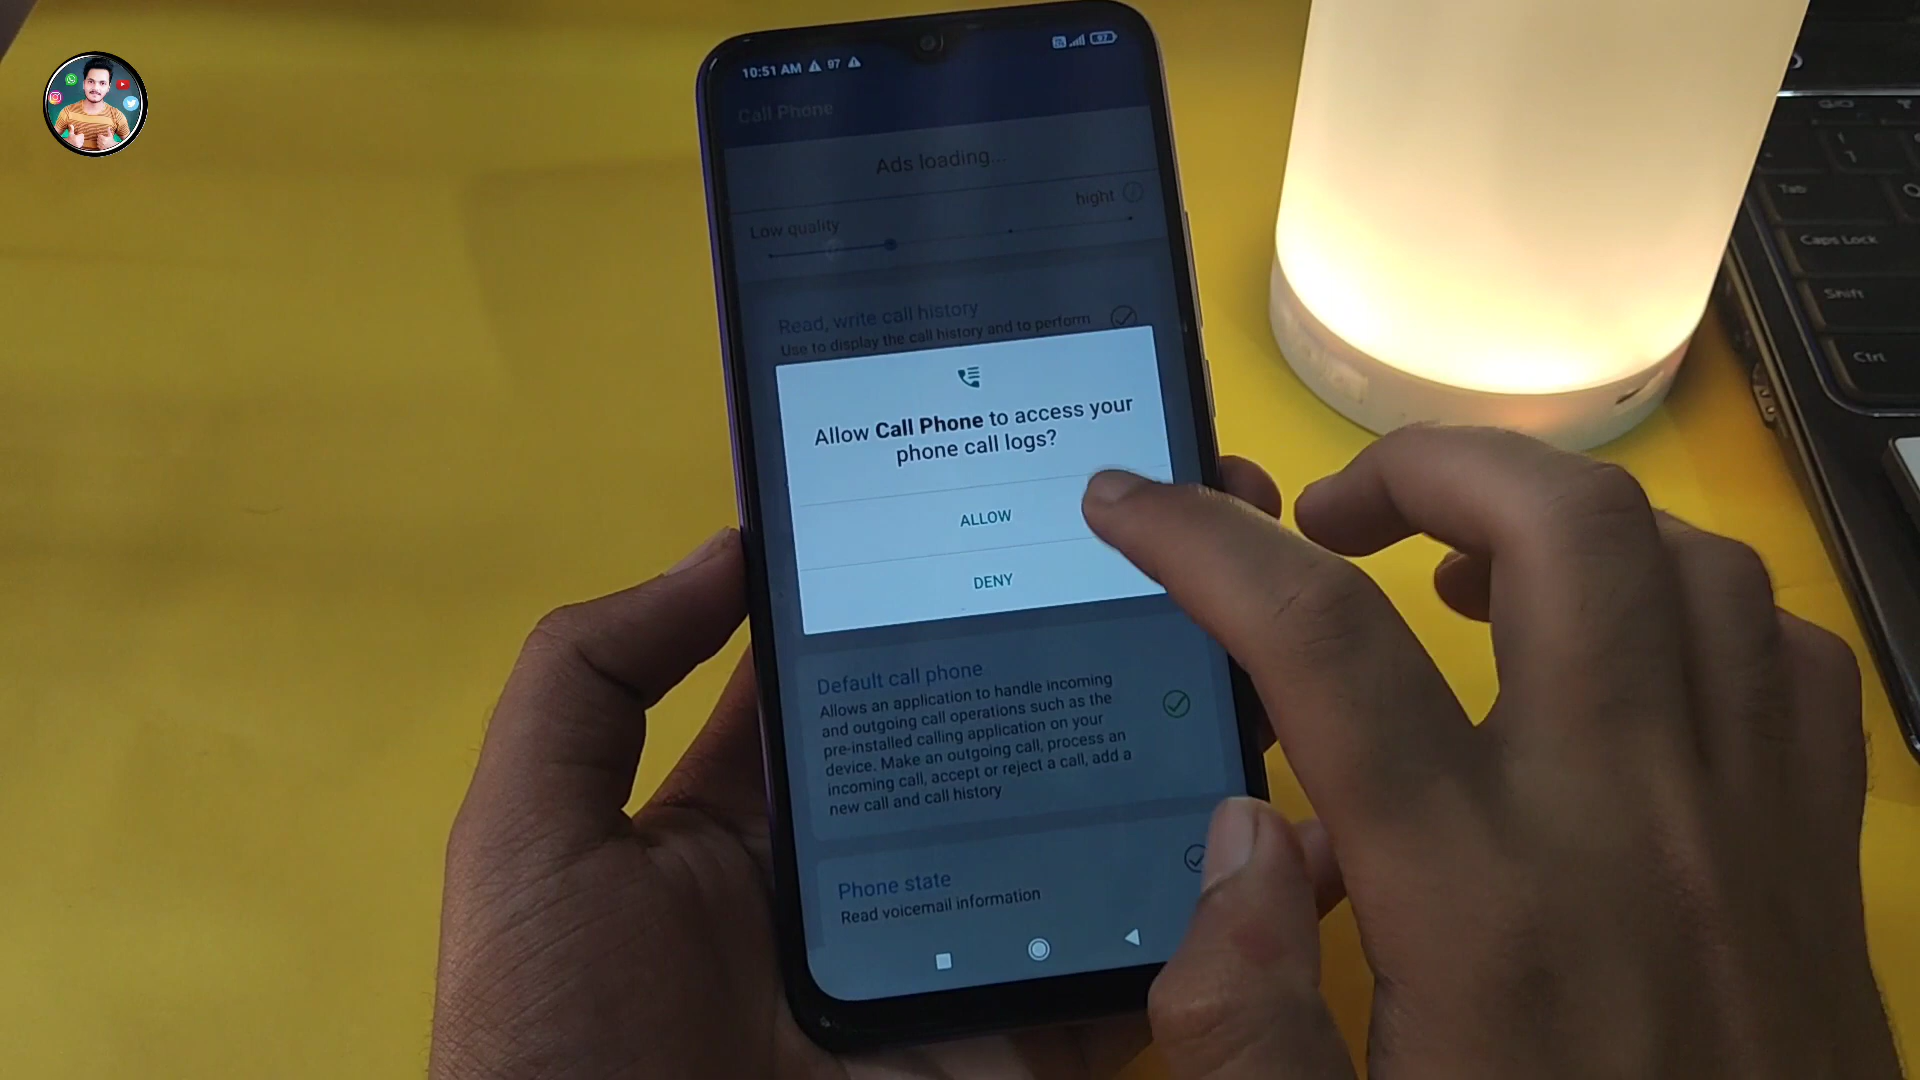 10:51 AM 97
97
Call Phone
Ads loading...
hight
Low quality
Read, write call history
Use to display the call history and to perform
Allow Call Phone to access your
phone call logs?
ALLOW
DENY
Default call phone
Allows an application to handle incoming
and outgoing call operations such as the
pre-installed calling application on your
device. Make an outgoing call, process an
incoming call, accept or reject a call, add a
new call and call history
Phone state
Read voicemail information
Tab
Caps Lock
Shift
Ctrl